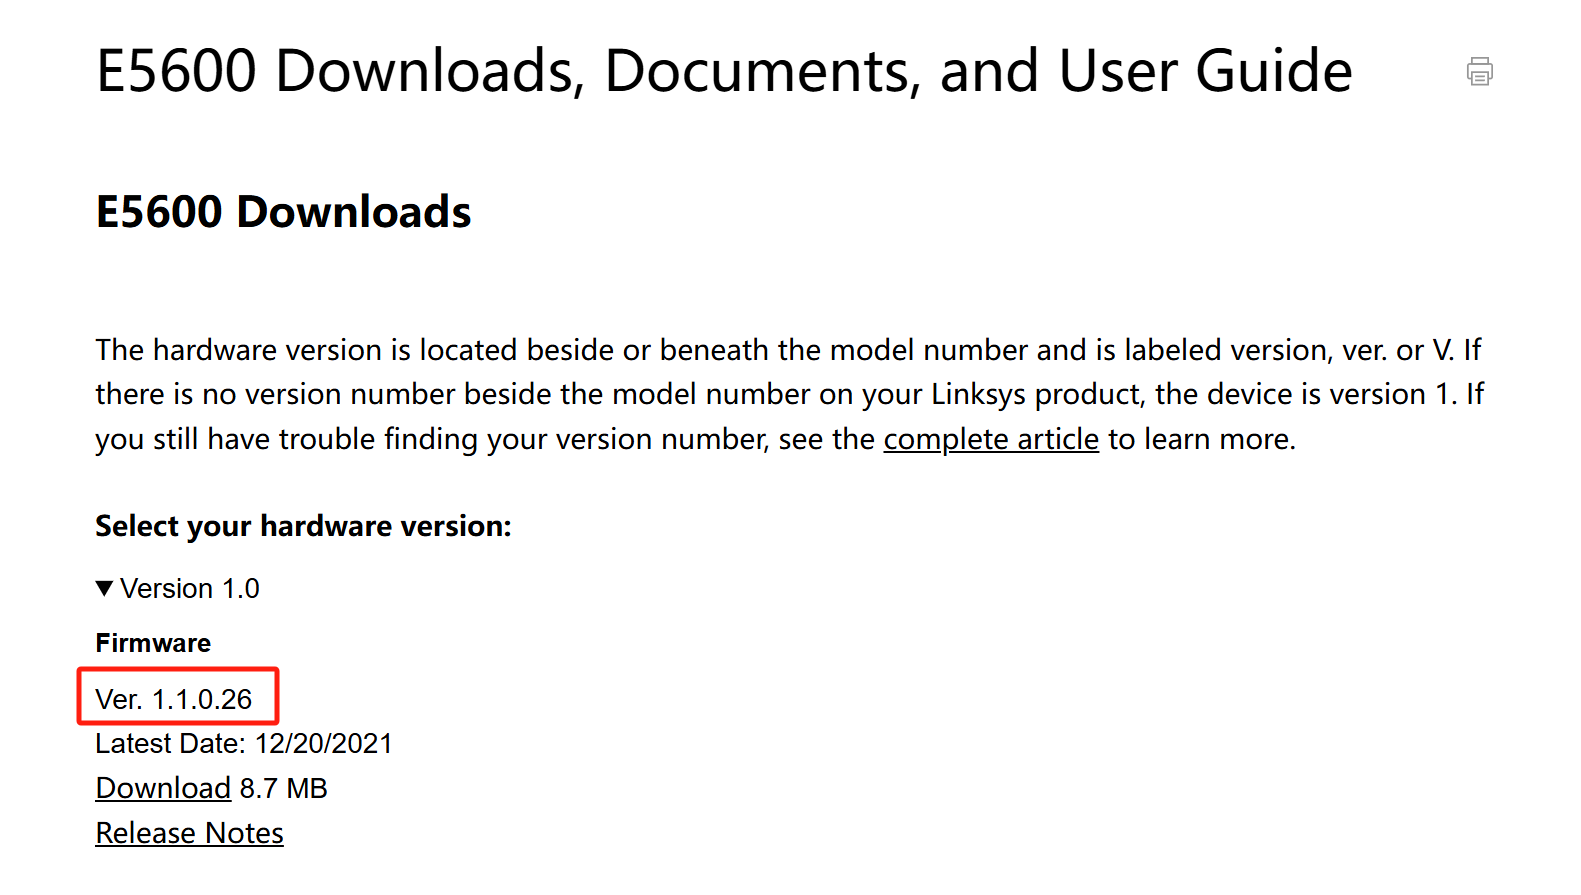 E5600 Downloads, Documents, and User Guide
E5600 Downloads
The hardware version is located beside or beneath the model number and is labeled version, ver. or V. If
there is no version number beside the model number on your Linksys product, the device is version 1. If
you still have trouble finding your version number, see the complete article to learn more.
Select your hardware version:
Version 1.0
Firmware
Ver. 1.1.0.26
Latest Date: 12/20/2021
Download 8.7 MB
Release Notes